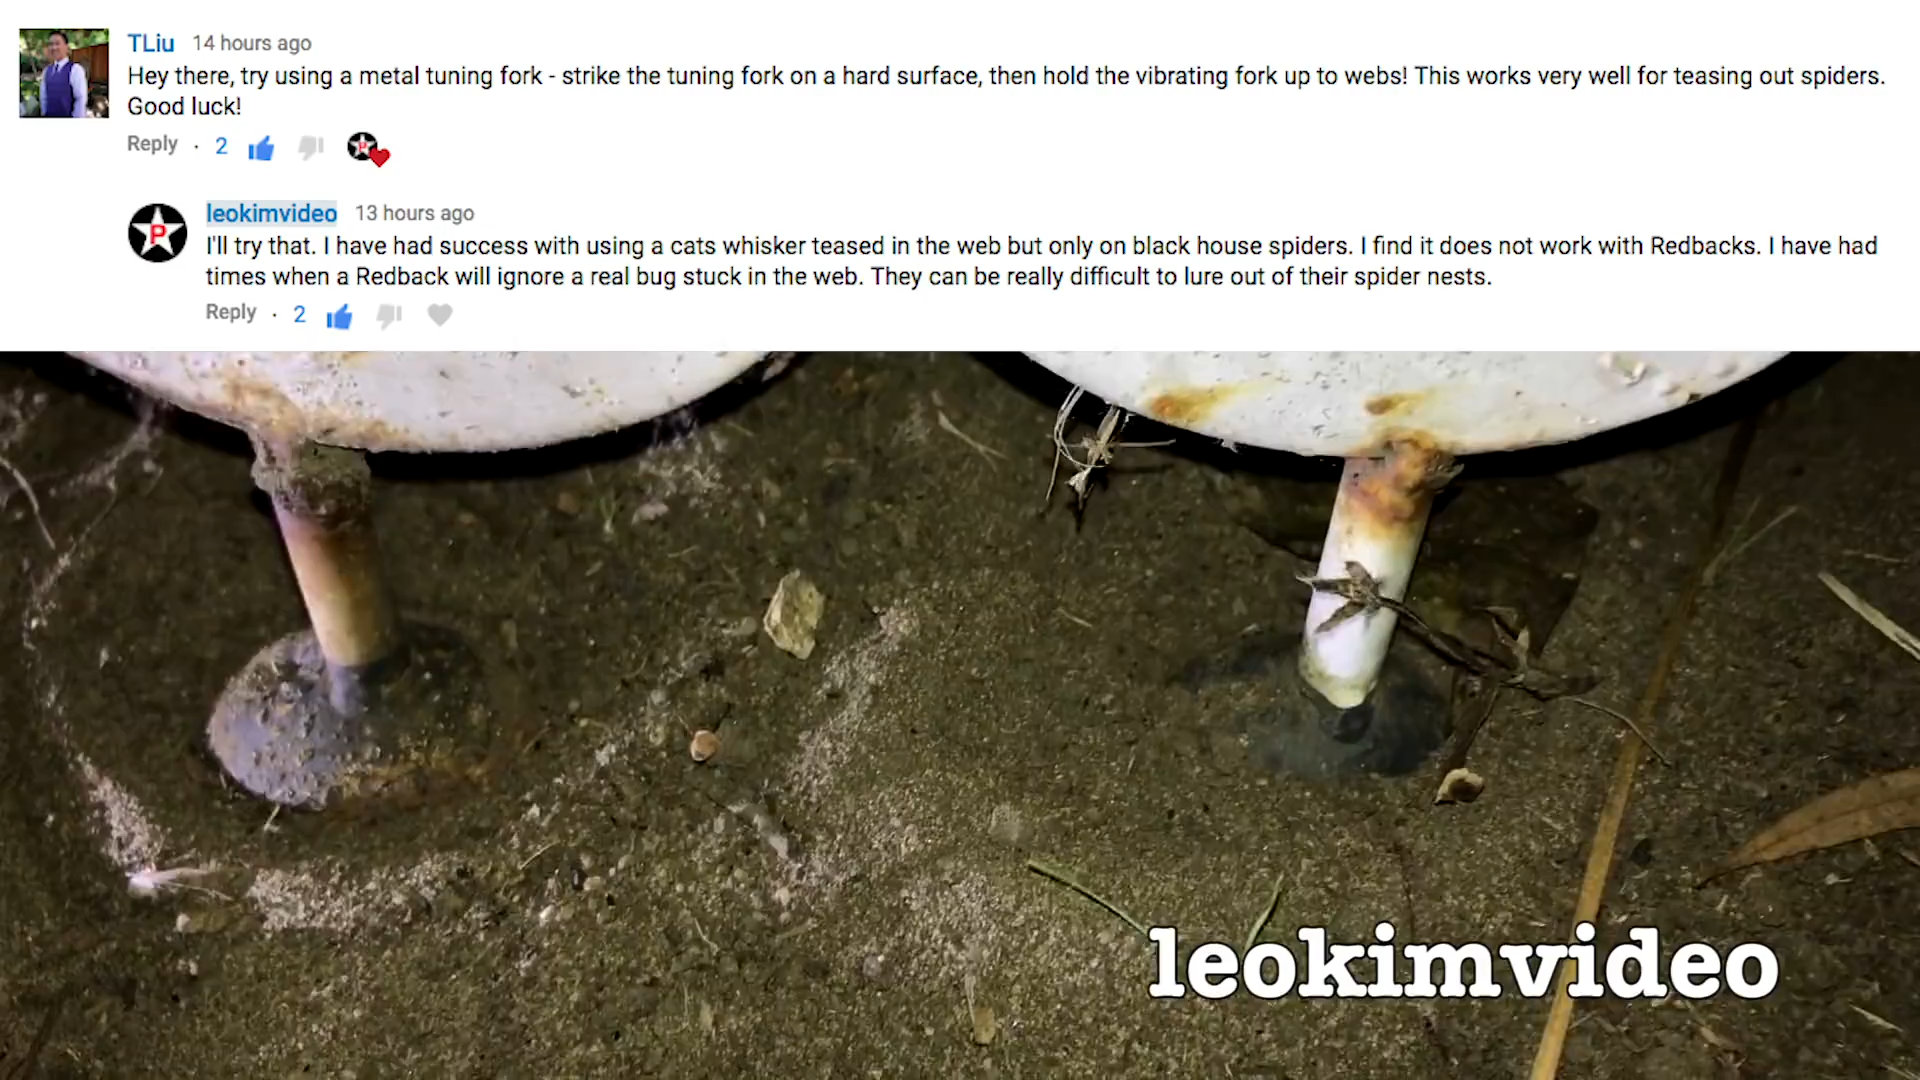 TLiu 14 hours ago
Hey there, try using a metal tuning fork - strike the tuning fork on a hard surface, then hold the vibrating fork up to webs! This works very well for teasing out spiders.
Good luck!
Reply · 2
P
leokimvideo 13 hours ago
P
I'll try that. I have had success with using a cats whisker teased in the web but only on black house spiders. I find it does not work with Redbacks. I have had
times when a Redback will ignore a real bug stuck in the web. They can be really difficult to lure out of their spider nests.
Reply · 2
leokimvideo